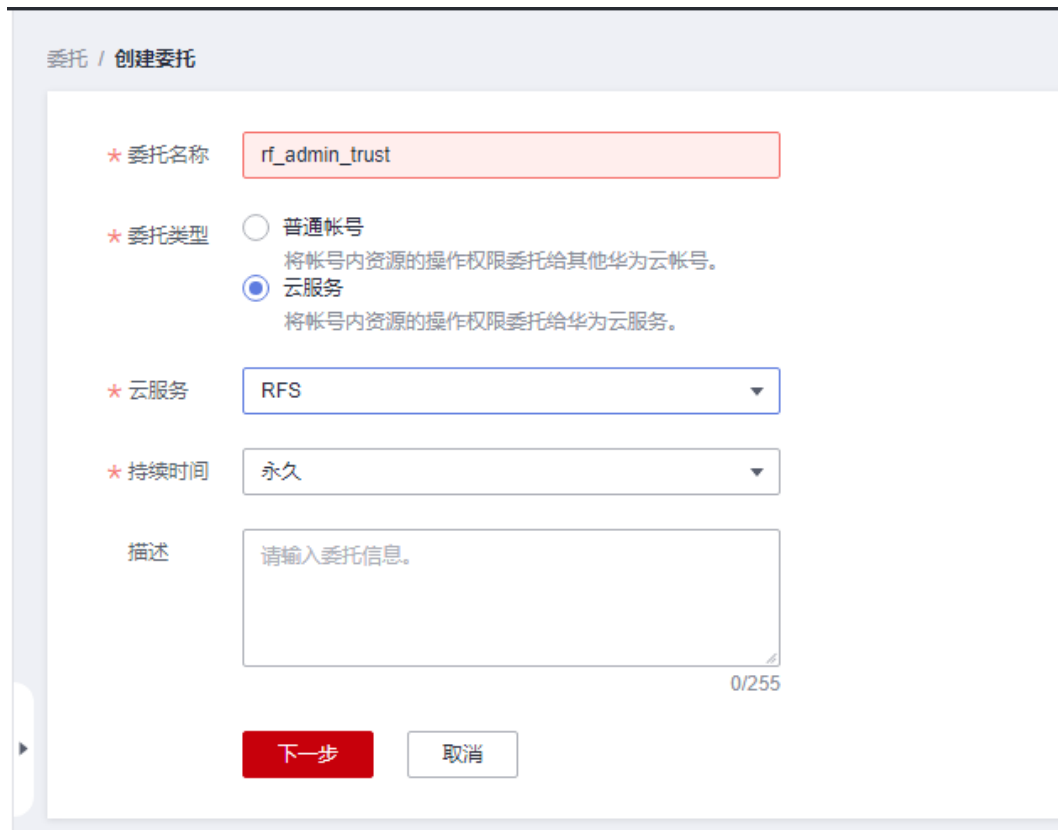 委托 / 创建委托
* 委托名称 rf_admin_trust
* 委托类型 普通帐号
将帐号内资源的操作权限委托给其他华为云帐号。
云服务
将帐号内资源的操作权限委托给华为云服务。
* 云服务 RFS
* 持续时间 永久
描述 请输入委托信息。
0/255
下一步 取消